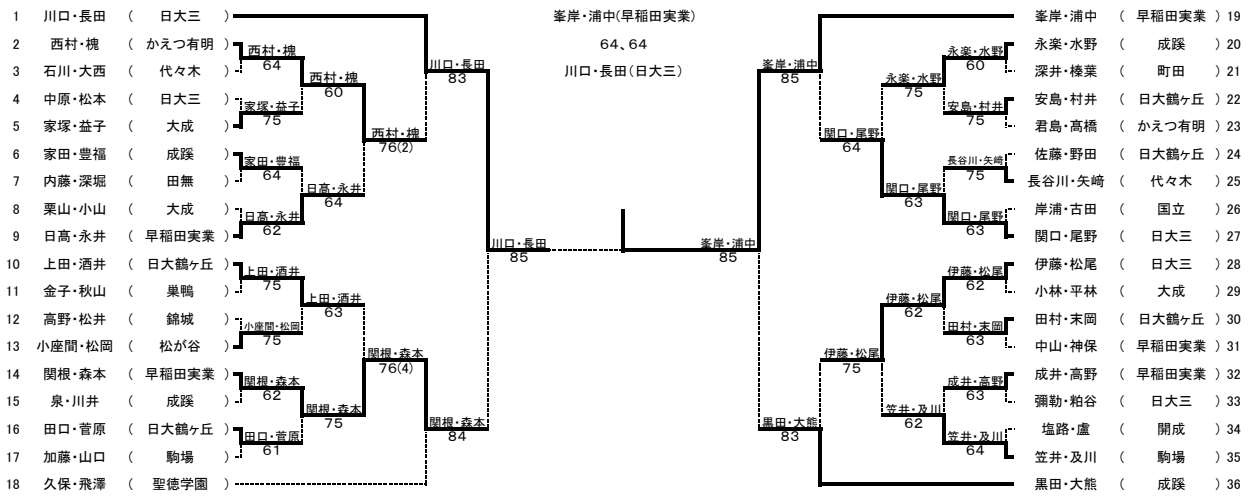 峯岸・浦中(早稲田実業)
64、64
川口・長田(日大三)
1 川口・長田 ( 日大三 )
2 西村・槐 ( かえつ有明 )
3 石川・大西 ( 代々木 )
4 中原・松本 ( 日大三 )
5 家塚・益子 ( 大成 )
6 家田・豊福 ( 成蹊 )
7 内藤・深堀 ( 田無 )
8 栗山・小山 ( 大成 )
9 日髙・永井 ( 早稲田実業 )
10 上田・酒井 ( 日大鶴ヶ丘 )
11 金子・秋山 ( 巣鴨 )
12 高野・松井 ( 錦城 )
13 小座間・松岡 ( 松が谷 )
14 関根・森本 ( 早稲田実業 )
15 泉・川井 ( 成蹊 )
16 田口・菅原 ( 日大鶴ヶ丘 )
17 加藤・山口 ( 駒場 )
18 久保・飛澤 ( 聖徳学園 )
西村・槐
64
家塚・益子
75
家田・豊福
64
日髙・永井
62
上田・酒井
75
小座間・松岡
75
関根・森本
62
田口・菅原
61
西村・槐
60
日髙・永井
64
上田・酒井
63
関根・森本
75
西村・槐
76(2)
関根・森本
76(4)
川口・長田
83
関根・森本
84
川口・長田
85
峯岸・浦中
85
峯岸・浦中
85
黒田・大熊
83
関口・尾野
64
伊藤・松尾
75
永楽・水野
75
関口・尾野
63
伊藤・松尾
62
笠井・及川
62
永楽・水野
60
安島・村井
75
長谷川・矢﨑
75
関口・尾野
63
伊藤・松尾
62
田村・末岡
63
成井・高野
63
笠井・及川
64
峯岸・浦中 ( 早稲田実業 ) 19
永楽・水野 ( 成蹊 ) 20
深井・榛葉 ( 町田 ) 21
安島・村井 ( 日大鶴ヶ丘 ) 22
君島・髙橋 ( かえつ有明 ) 23
佐藤・野田 ( 日大鶴ヶ丘 ) 24
長谷川・矢﨑 ( 代々木 ) 25
岸浦・古田 ( 国立 ) 26
関口・尾野 ( 日大三 ) 27
伊藤・松尾 ( 日大三 ) 28
小林・平林 ( 大成 ) 29
田村・末岡 ( 日大鶴ヶ丘 ) 30
中山・神保 ( 早稲田実業 ) 31
成井・高野 ( 早稲田実業 ) 32
彌勒・粕谷 ( 日大三 ) 33
塩路・盧 ( 開成 ) 34
笠井・及川 ( 駒場 ) 35
黒田・大熊 ( 成蹊 ) 36